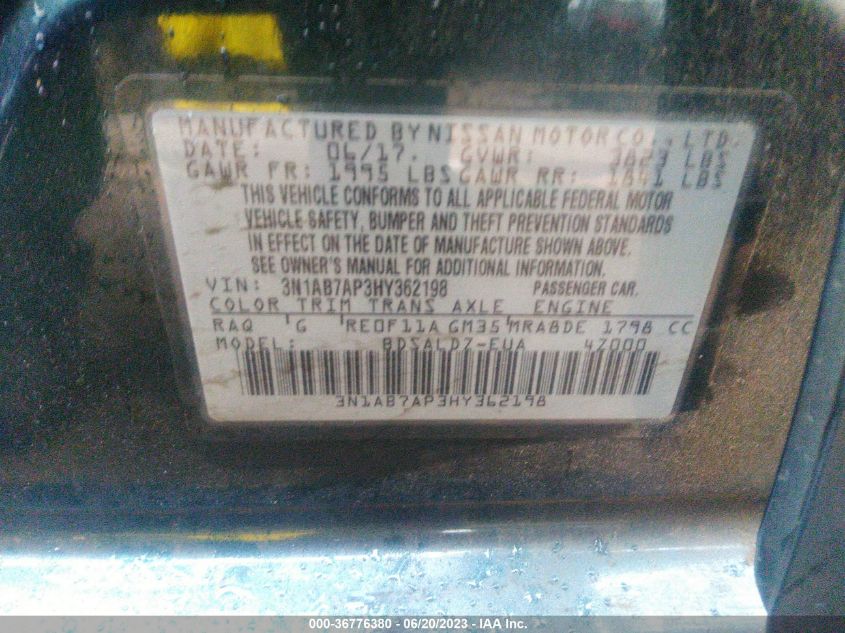 MANUFACTURED BY NISSAN MOTOR CO., LTD.
DATE: 06/17. GVWR: 3823 LBS
GAWR FR: 1995 LBS GAWR RR: 1841 LBS
THIS VEHICLE CONFORMS TO ALL APPLICABLE FEDERAL MOTOR
VEHICLE SAFETY, BUMPER AND THEFT PREVENTION STANDARDS
IN EFFECT ON THE DATE OF MANUFACTURE SHOWN ABOVE.
SEE OWNER'S MANUAL FOR ADDITIONAL INFORMATION.
VIN: 3N1AB7AP3HY362198 PASSENGER CAR.
COLOR TRIM TRANS AXLE ENGINE
RAQ G RE0F11A GM35 MRA8DE 1798 CC
MODEL: BDSALDZ-EUA 47000
3N1AB7AP3HY362198
000-36776380 - 06/20/2023 - IAA Inc.